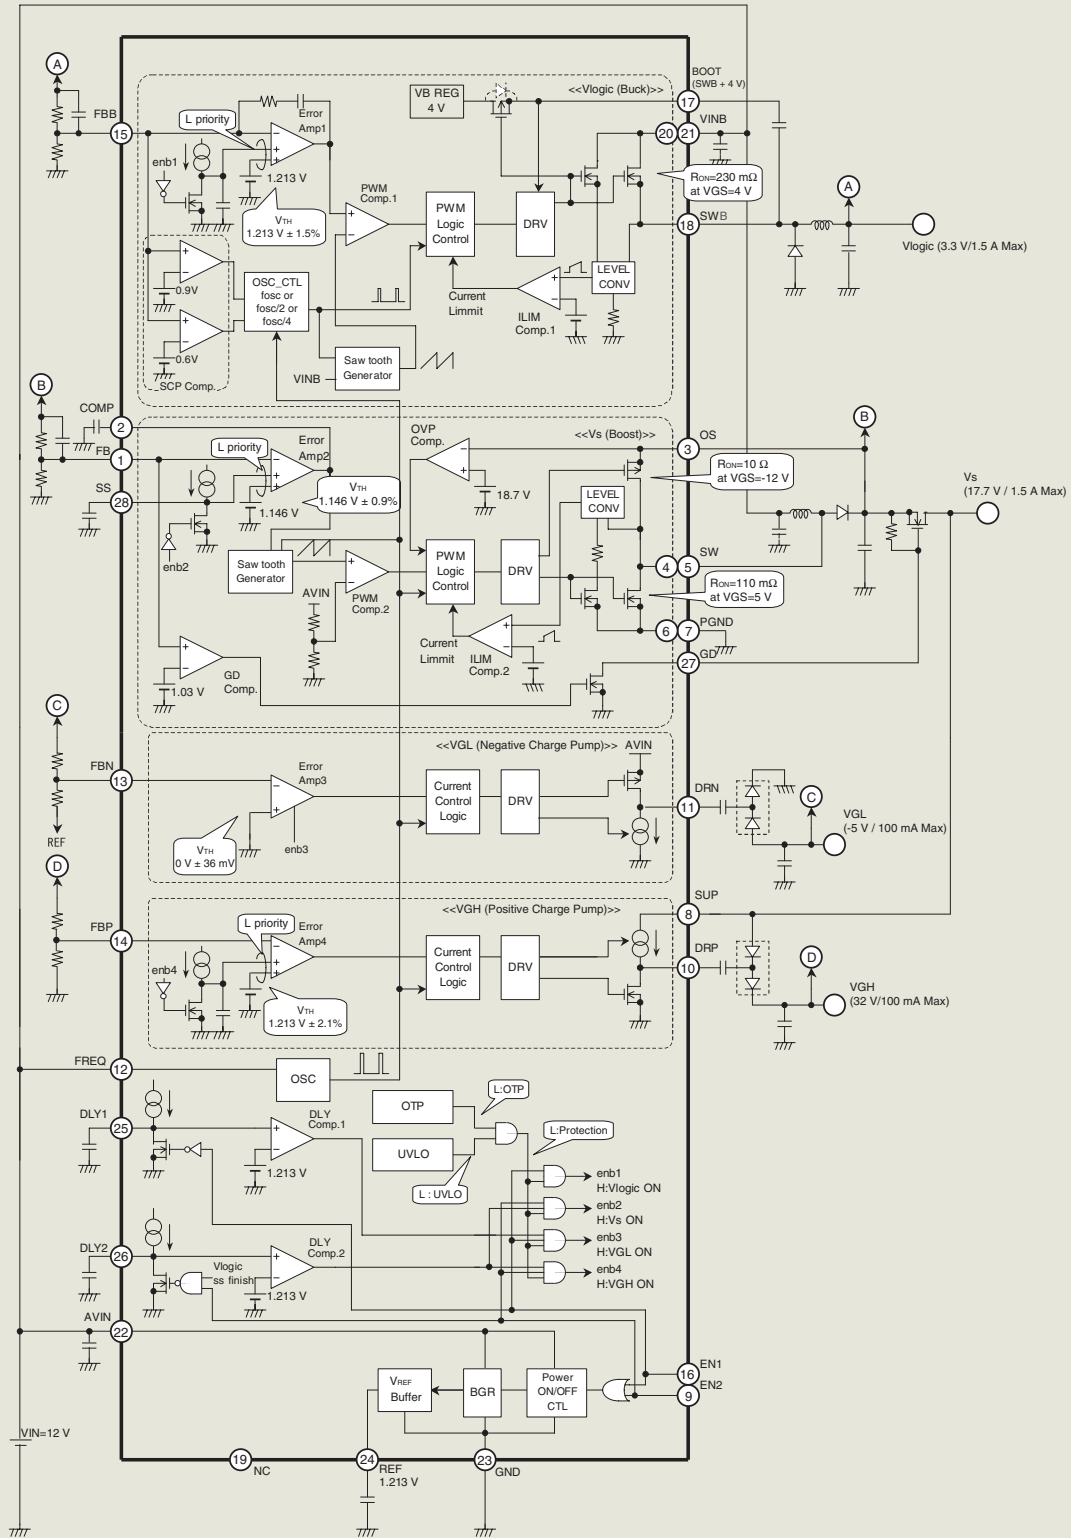 A
FBB
15
L priority
Error
Amp1
enb1
1.213 V
VTH
1.213 V ± 1.5%
0.9V
0.6V
SCP Comp.
OSC_CTL
fosc or
fosc/2 or
fosc/4
VINB
Saw tooth
Generator
PWM
Comp.1
VB REG
4 V
<<Vlogic (Buck)>>
PWM
Logic
Control
DRV
Current
Limmit
ILIM
Comp.1
LEVEL
CONV
BOOT
(SWB + 4 V)
17
VINB
20
21
RON=230 mΩ
at VGS=4 V
SWB
18
A
Vlogic (3.3 V/1.5 A Max)
B
COMP
2
FB
1
SS
28
L priority
Error
Amp2
1.146 V
VTH
1.146 V ± 0.9%
enb2
Saw tooth
Generator
AVIN
PWM
Comp.2
OVP
Comp.
18.7 V
<<Vs (Boost)>>
LEVEL
CONV
PWM
Logic
Control
DRV
Current
Limmit
ILIM
Comp.2
1.03 V
GD
Comp.
3
OS
RON=10 Ω
at VGS=-12 V
B
Vs
(17.7 V / 1.5 A Max)
SW
4
5
RON=110 mΩ
at VGS=5 V
PGND
6
7
GD
27
C
FBN
13
REF
<<VGL (Negative Charge Pump)>>
AVIN
Error
Amp3
enb3
VTH
0 V ± 36 mV
Current
Control
Logic
DRV
DRN
11
C
VGL
(-5 V / 100 mA Max)
D
FBP
14
<<VGH (Positive Charge Pump)>>
L priority
Error
Amp4
enb4
VTH
1.213 V ± 2.1%
Current
Control
Logic
DRV
SUP
8
DRP
10
D
VGH
(32 V/100 mA Max)
FREQ
12
OSC
DLY1
25
DLY
Comp.1
1.213 V
OTP
L:OTP
UVLO
L : UVLO
L:Protection
enb1
H:Vlogic ON
enb2
H:Vs ON
enb3
H:VGL ON
enb4
H:VGH ON
DLY2
26
Vlogic
ss finish
DLY
Comp.2
1.213 V
AVIN
22
VREF
Buffer
BGR
Power
ON/OFF
CTL
EN1
16
EN2
9
VIN=12 V
19
NC
24
REF
1.213 V
23
GND